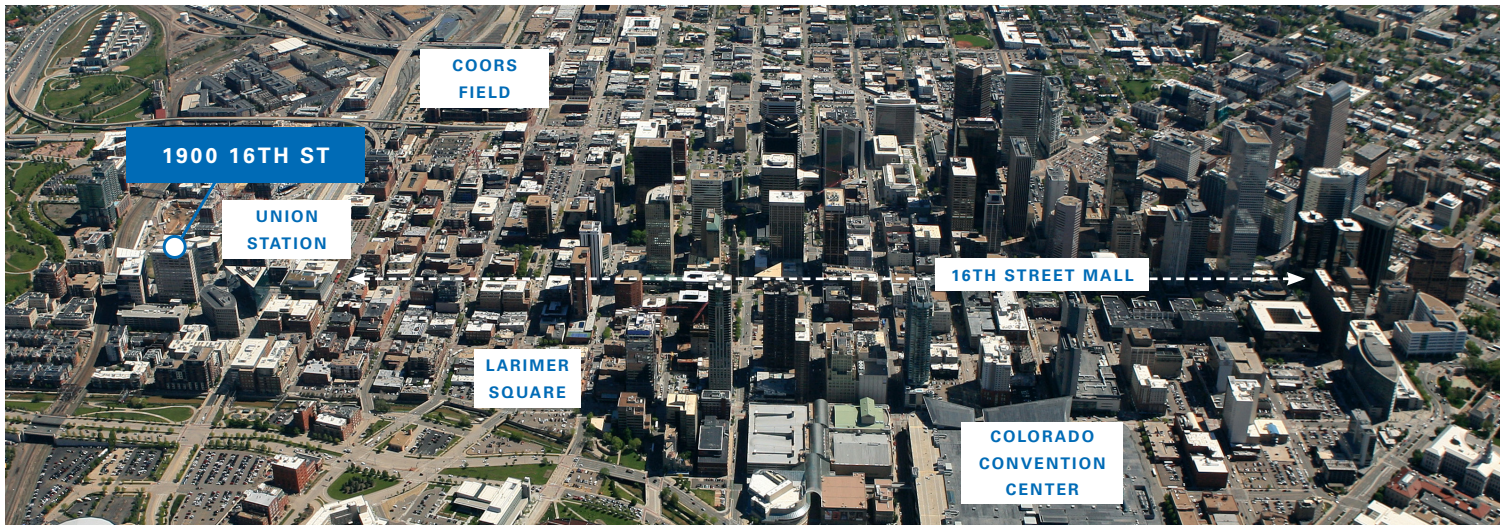 COORS
FIELD
1900 16TH ST
UNION
STATION
16TH STREET MALL
LARIMER
SQUARE
COLORADO
CONVENTION
CENTER